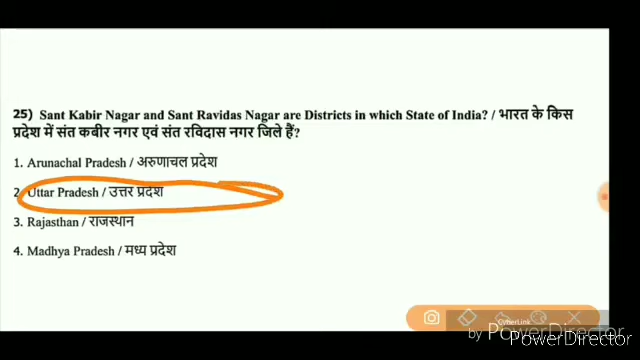 25) Sant Kabir Nagar and Sant Ravidas Nagar are Districts in which State of India? / भारत के किस
प्रदेश में संत कबीर नगर एवं संत रविदास नगर जिले हैं?
1. Arunachal Pradesh / अरुणाचल प्रदेश
2. Uttar Pradesh / उत्तर प्रदेश
3. Rajasthan / राजस्थान
4. Madhya Pradesh / मध्य प्रदेश
CyberLink
by PowerDirector
PowerDirector